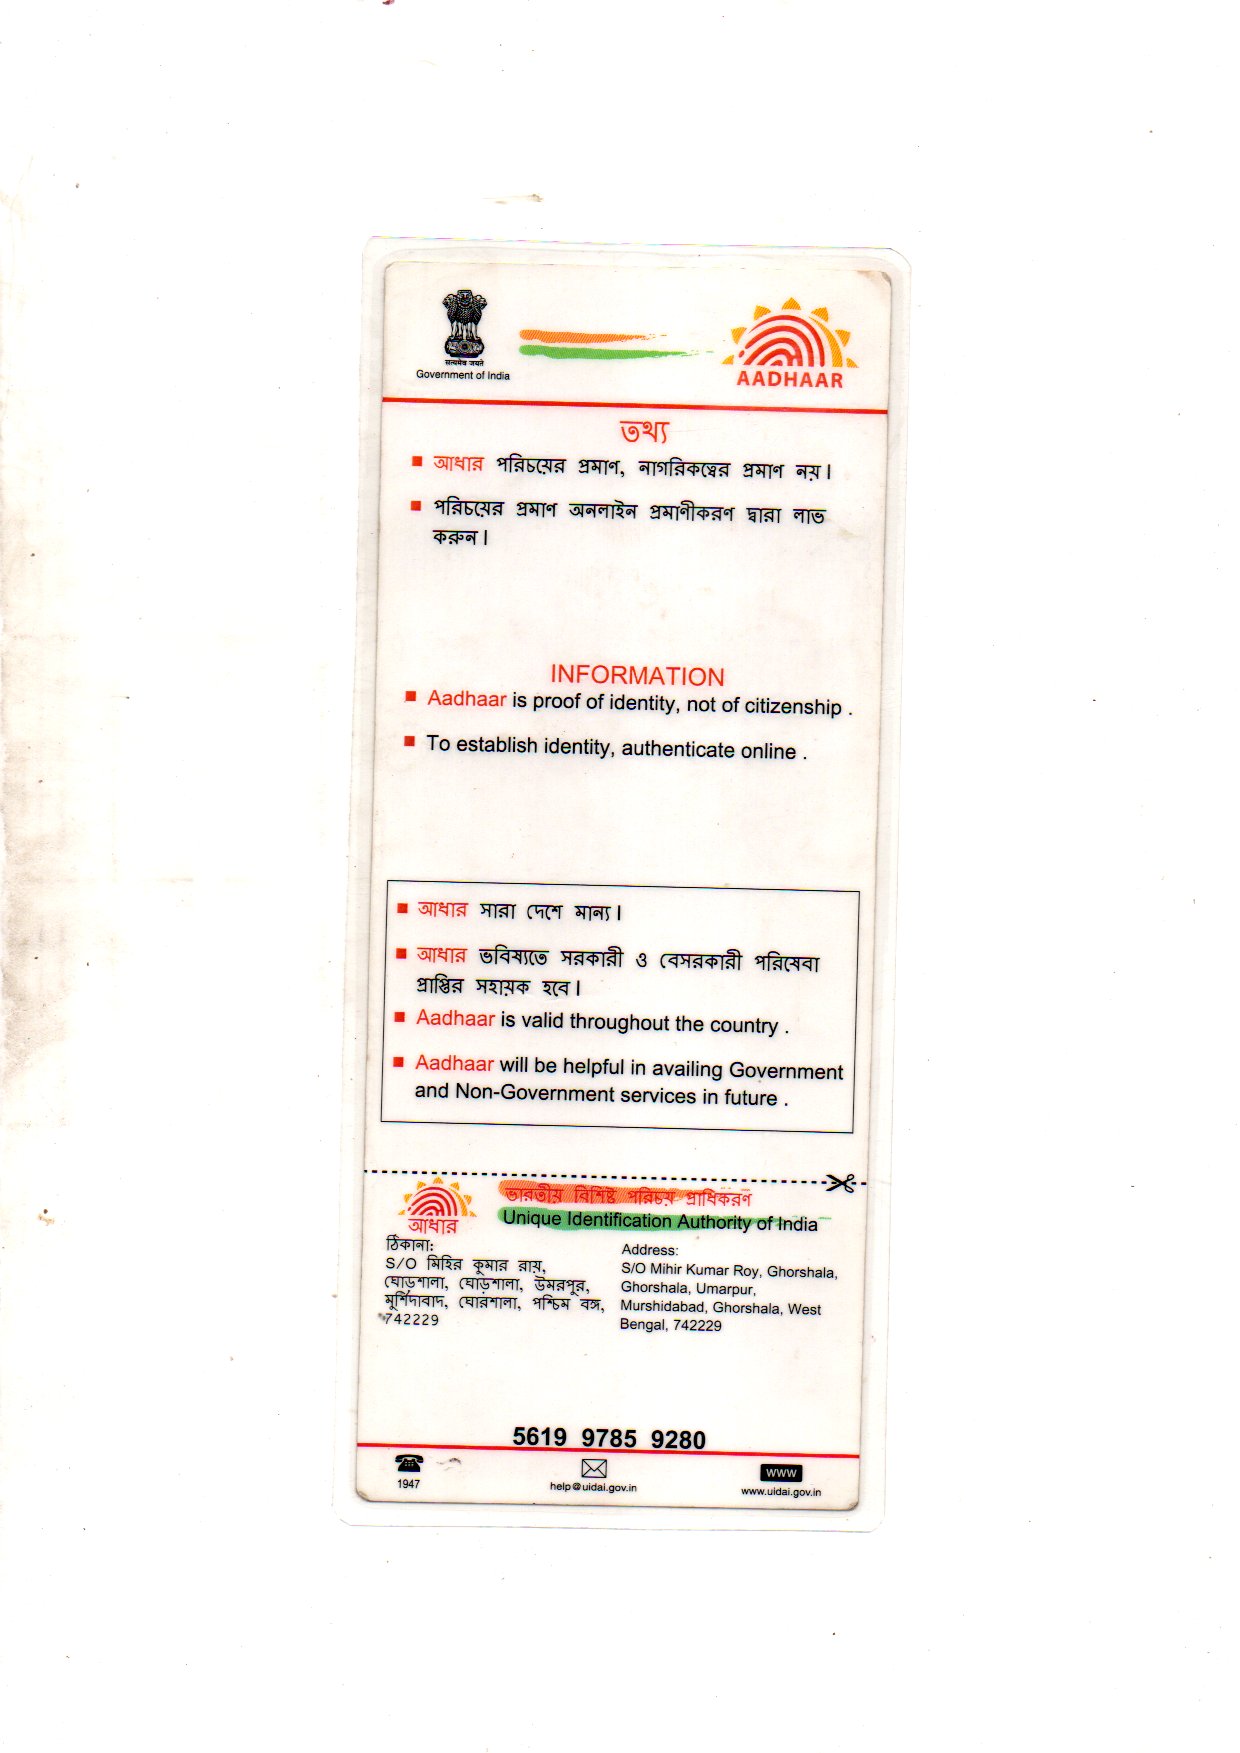 सत्यमेव जयते
Government of India
AADHAAR
তথ্য
আধার পরিচয়ের প্রমাণ, নাগরিকত্বের প্রমাণ নয়।
পরিচয়ের প্রমাণ অনলাইন প্রমাণীকরণ দ্বারা লাভ
করুন।
INFORMATION
Aadhaar is proof of identity, not of citizenship .
To establish identity, authenticate online .
আধার সারা দেশে মান্য।
আধার ভবিষ্যতে সরকারী ও বেসরকারী পরিষেবা
প্রাপ্তির সহায়ক হবে।
Aadhaar is valid throughout the country .
Aadhaar will be helpful in availing Government
and Non-Government services in future .
ভারতীয় বিশিষ্ট পরিচয় প্রাধিকরণ
Unique Identification Authority of India
আধার
ঠিকানা:
S/O মিহির কুমার রায়,
ঘোড়শালা, ঘোড়শালা, উমরপুর,
মুর্শিদাবাদ, ঘোরশালা, পশ্চিম বঙ্গ,
742229
Address:
S/O Mihir Kumar Roy, Ghorshala,
Ghorshala, Umarpur,
Murshidabad, Ghorshala, West
Bengal, 742229
5619 9785 9280
1947
help@uidai.gov.in
www
www.uidai.gov.in